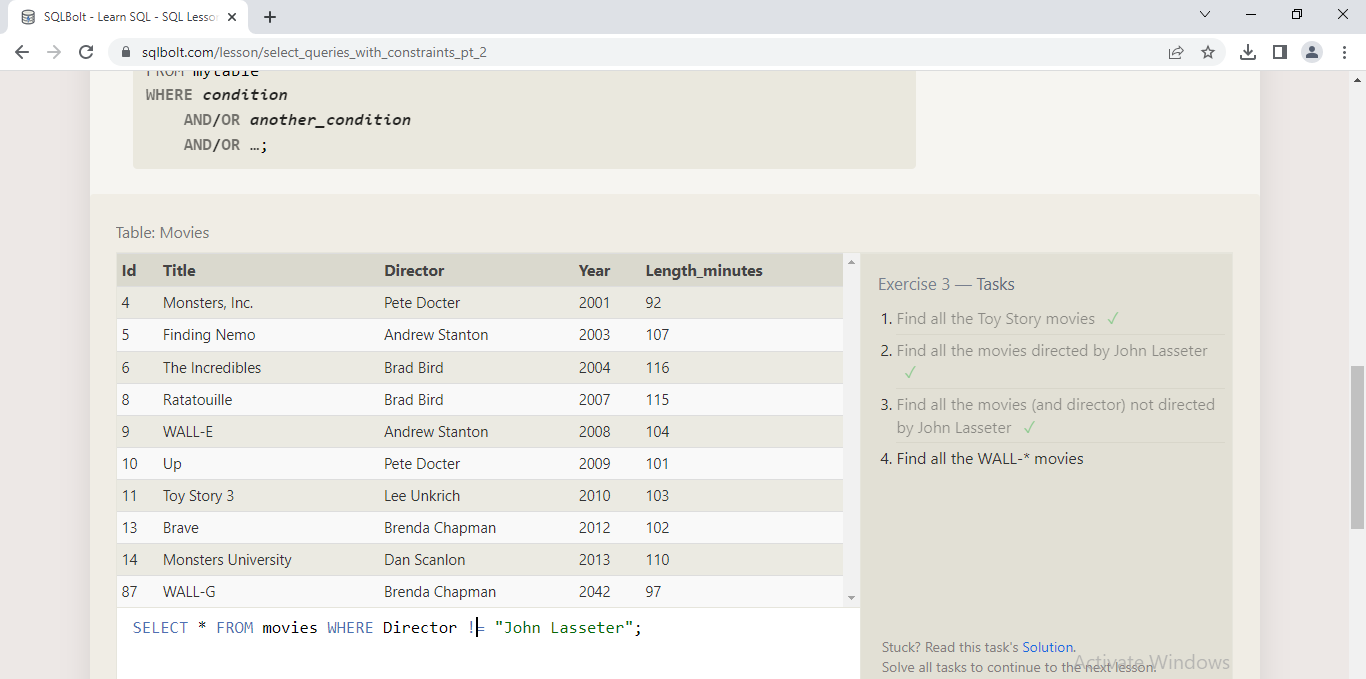 SQLBolt - Learn SQL - SQL Lesso
sqlbolt.com/lesson/select_queries_with_constraints_pt_2
FROM mytable
WHERE condition
AND/OR another_condition
AND/OR …;
Table: Movies
Id Title Director Year Length_minutes
4 Monsters, Inc. Pete Docter 2001 92
5 Finding Nemo Andrew Stanton 2003 107
6 The Incredibles Brad Bird 2004 116
8 Ratatouille Brad Bird 2007 115
9 WALL-E Andrew Stanton 2008 104
10 Up Pete Docter 2009 101
11 Toy Story 3 Lee Unkrich 2010 103
13 Brave Brenda Chapman 2012 102
14 Monsters University Dan Scanlon 2013 110
87 WALL-G Brenda Chapman 2042 97
SELECT * FROM movies WHERE Director != "John Lasseter";
Exercise 3 — Tasks
1. Find all the Toy Story movies ✓
2. Find all the movies directed by John Lasseter
✓
3. Find all the movies (and director) not directed
by John Lasseter ✓
4. Find all the WALL-* movies
Stuck? Read this task's Solution.
Solve all tasks to continue to the next lesson.
Activate Windows